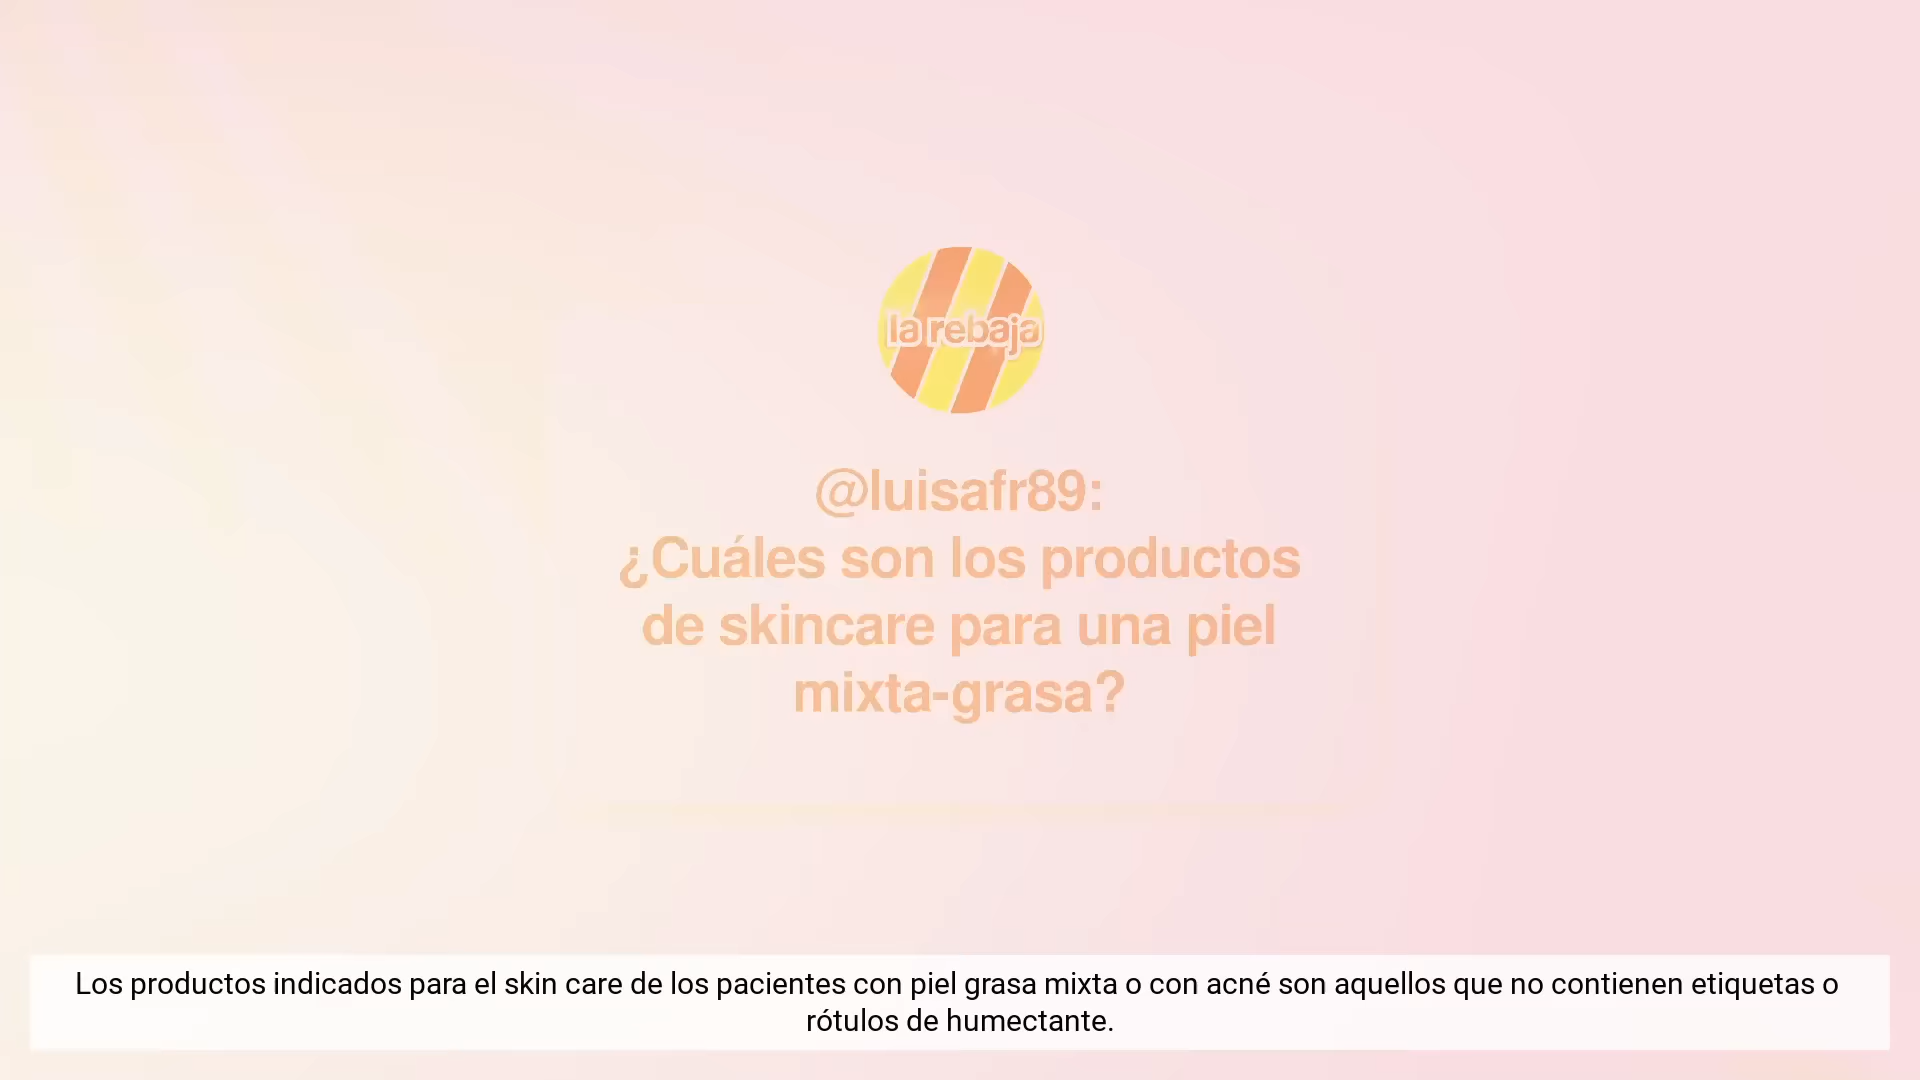 la rebaja
@luisafr89:
¿Cuáles son los productos
de skincare para una piel
mixta-grasa?
Los productos indicados para el skin care de los pacientes con piel grasa mixta o con acné son aquellos que no contienen etiquetas o
rótulos de humectante.